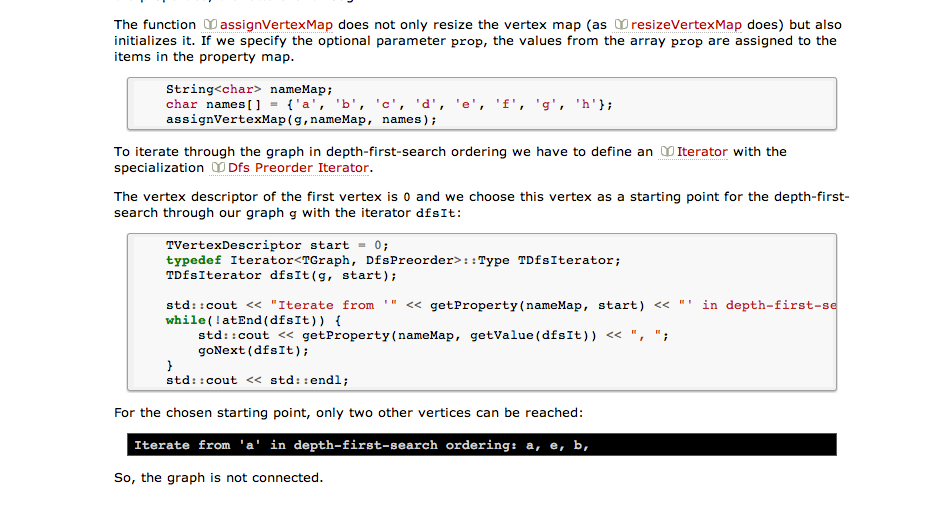 The function assignVertexMap does not only resize the vertex map (as resizeVertexMap does) but also
initializes it. If we specify the optional parameter prop, the values from the array prop are assigned to the
items in the property map.
String<char> nameMap;
char names[] = {'a', 'b', 'c', 'd', 'e', 'f', 'g', 'h'};
assignVertexMap(g,nameMap, names);
To iterate through the graph in depth-first-search ordering we have to define an Iterator with the
specialization Dfs Preorder Iterator.
The vertex descriptor of the first vertex is 0 and we choose this vertex as a starting point for the depth-first-
search through our graph g with the iterator dfsIt:
TVertexDescriptor start = 0;
typedef Iterator<TGraph, DfsPreorder>::Type TDfsIterator;
TDfsIterator dfsIt(g, start);
std::cout << "Iterate from '" << getProperty(nameMap, start) << "' in depth-first-se
while(!atEnd(dfsIt)) {
std::cout << getProperty(nameMap, getValue(dfsIt)) << ", ";
goNext(dfsIt);
}
std::cout << std::endl;
For the chosen starting point, only two other vertices can be reached:
Iterate from 'a' in depth-first-search ordering: a, e, b,
So, the graph is not connected.